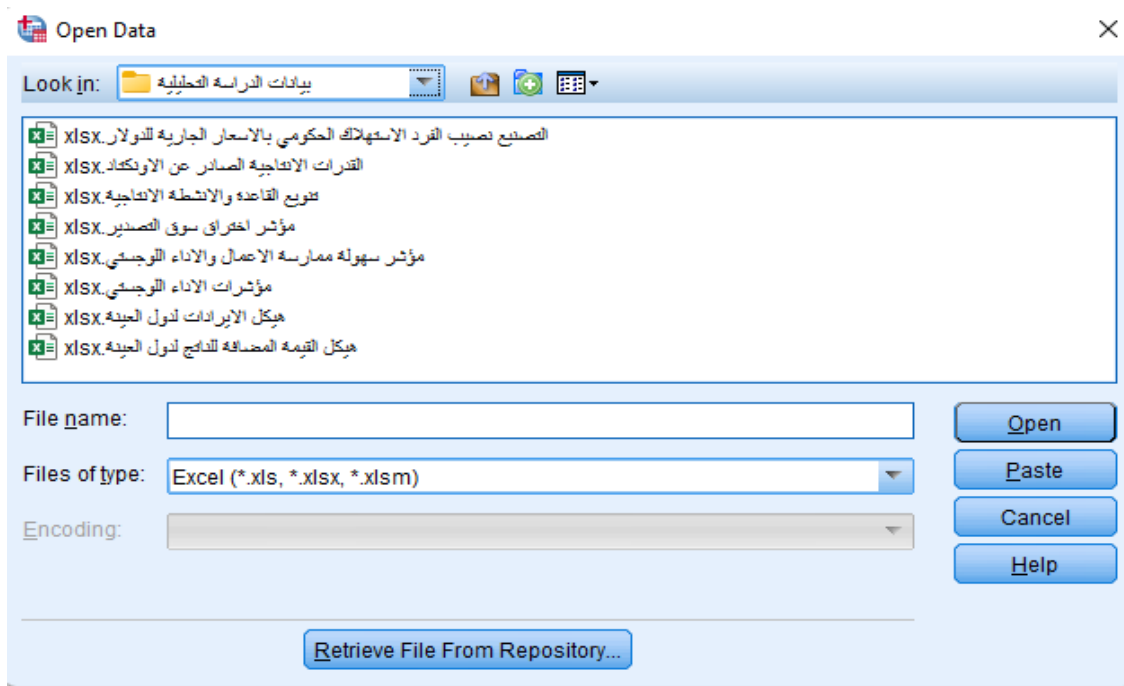 Open Data
Look in: بيانات الدراسة التحليلية
التصنيع نصيب الفرد الاستهلاك الحكومي بالاسعار الجارية للدولار.xlsx
القدرات الانتاجية الصادر عن الاونكتاد.xlsx
تنويع القاعدة والانشطة الانتاجية.xlsx
مؤشر اختراق سوق التصدير.xlsx
مؤشر سهولة ممارسة الاعمال والاداء اللوجستي.xlsx
مؤشرات الاداء اللوجستي.xlsx
هيكل الايرادات لدول العينة.xlsx
هيكل القيمة المضافة للناتج لدول العينة.xlsx
File name:
Open
Files of type: Excel (*.xls, *.xlsx, *.xlsm)
Paste
Encoding:
Cancel
Help
Retrieve File From Repository...